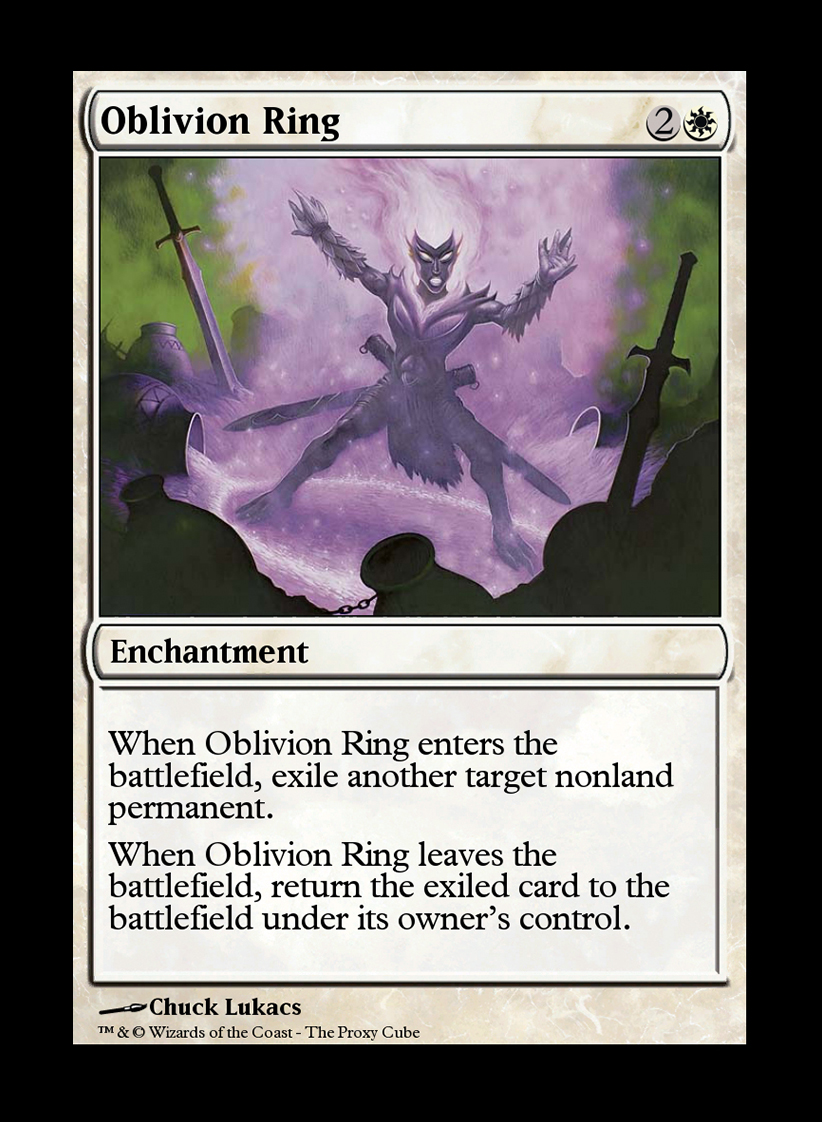 Oblivion Ring 2
Enchantment
When Oblivion Ring enters the
battlefield, exile another target nonland
permanent.
When Oblivion Ring leaves the
battlefield, return the exiled card to the
battlefield under its owner's control.
Chuck Lukacs
™ & © Wizards of the Coast - The Proxy Cube